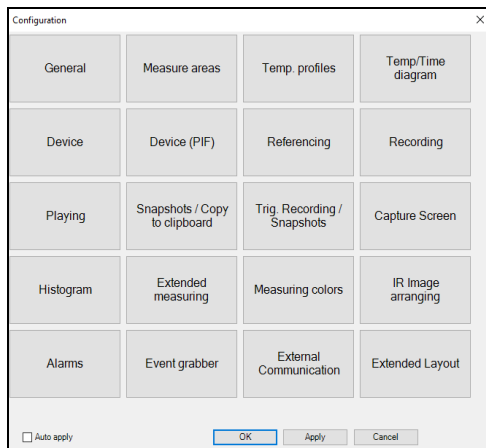 Configuration
General
Measure areas
Temp. profiles
Temp/Time
diagram
Device
Device (PIF)
Referencing
Recording
Playing
Snapshots / Copy
to clipboard
Trig. Recording /
Snapshots
Capture Screen
Histogram
Extended
measuring
Measuring colors
IR Image
arranging
Alarms
Event grabber
External
Communication
Extended Layout
Auto apply
OK
Apply
Cancel